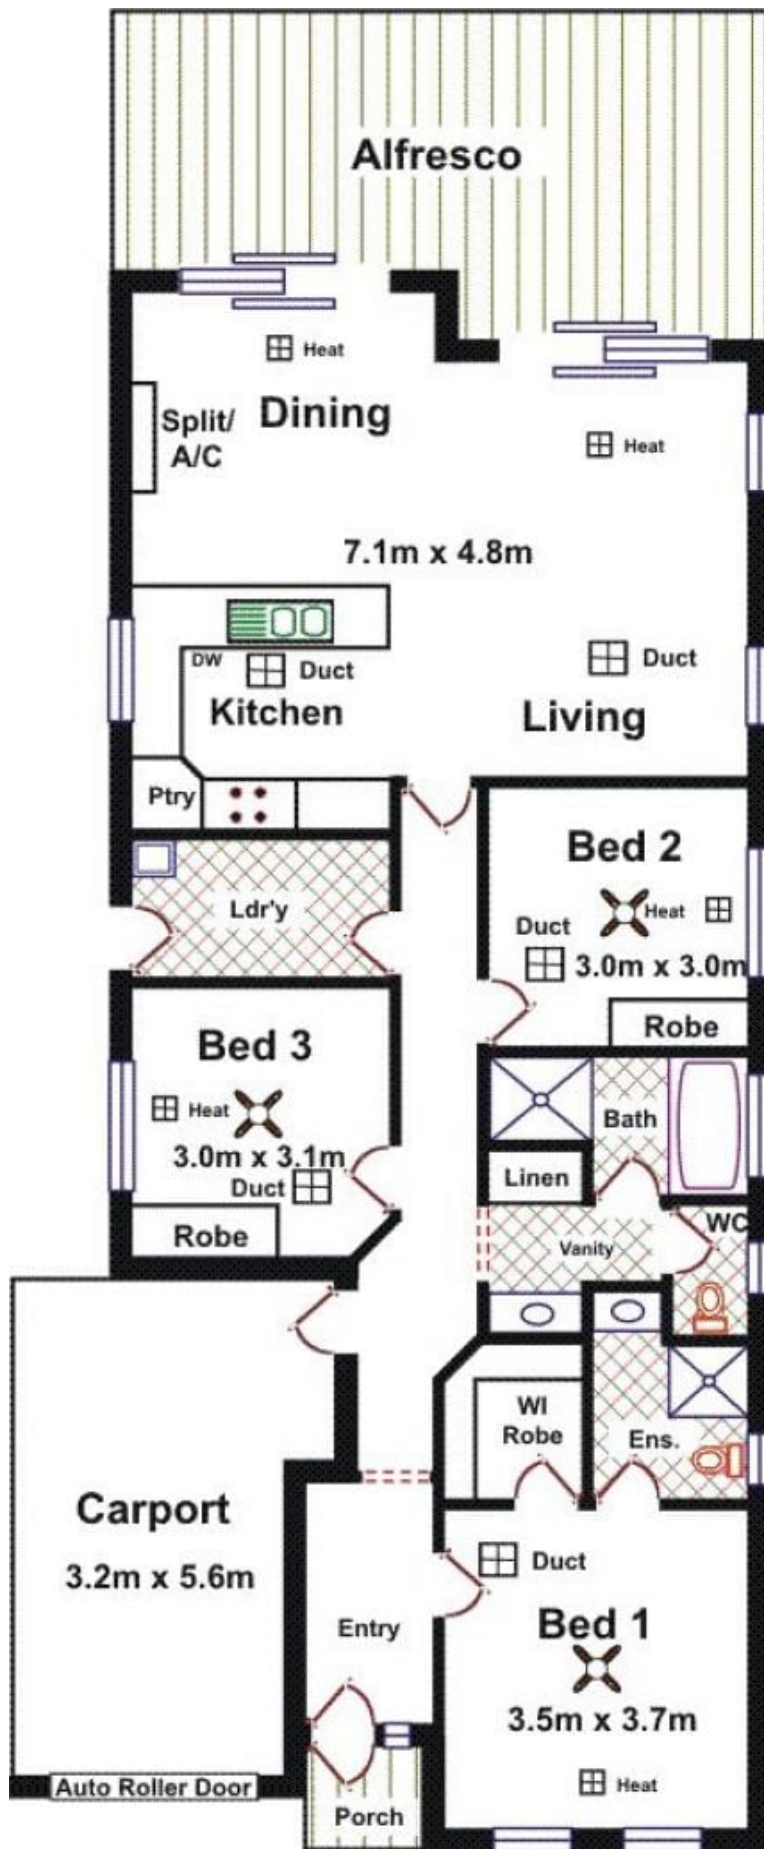 Alfresco
Heat
Dining
Split/
A/C
Heat
7.1m x 4.8m
DW
Duct
Duct
Kitchen
Living
Ptry
Bed 2
Ldr'y
Heat
Duct
3.0m x 3.0m
Robe
Bed 3
Heat
3.0m x 3.1m
Duct
Robe
Bath
Linen
WC
Vanity
WI
Robe
Ens.
Carport
3.2m x 5.6m
Duct
Entry
Bed 1
3.5m x 3.7m
Heat
Auto Roller Door
Porch